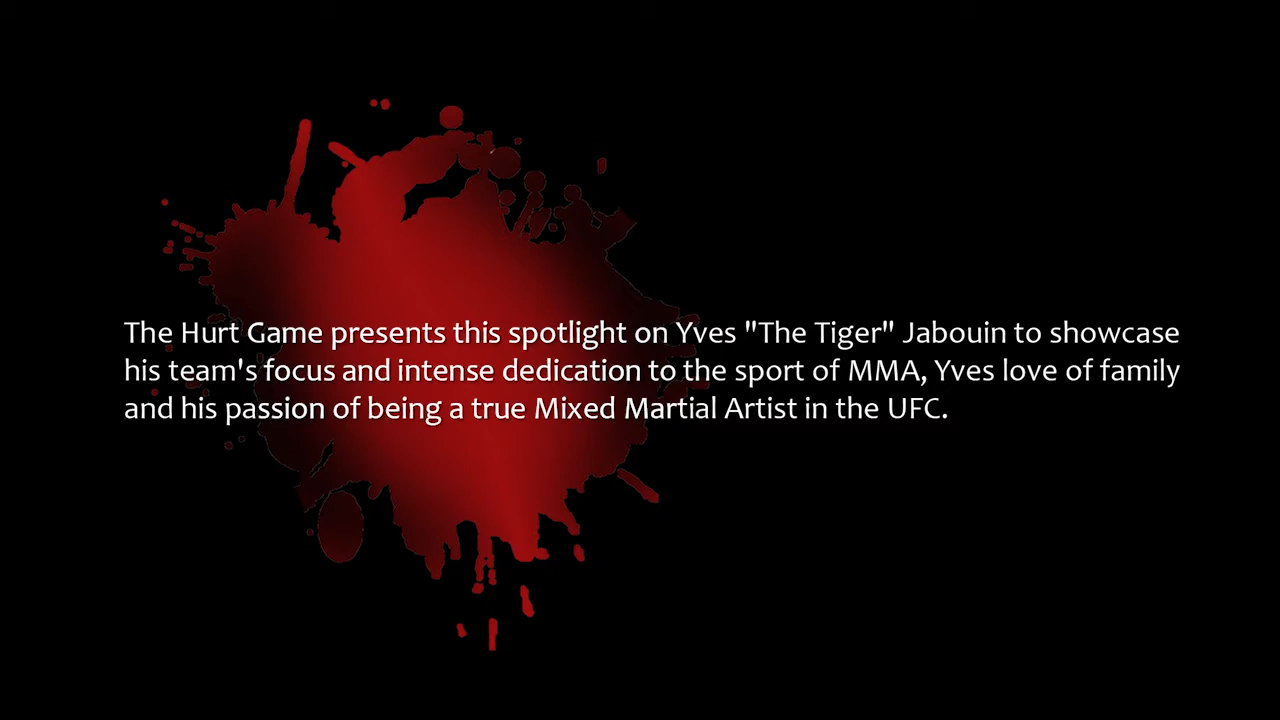 The Hurt Game presents this spotlight on Yves "The Tiger" Jabouin to showcase
his team's focus and intense dedication to the sport of MMA, Yves love of family
and his passion of being a true Mixed Martial Artist in the UFC.